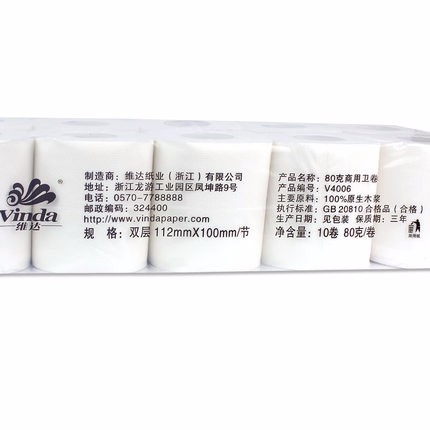 Vinda
维达
制造商：维达纸业（浙江）有限公司
地址：浙江龙游工业园区凤坤路9号
电话：0570-7788888
邮政编码：324400
www.vindapaper.com
规 格：双层 112mmX100mm/节
产品名称：80克商用卫卷
产品编号：V4006
主要原料：100%原生木浆
执行标准：GB 20810 合格品（合格）
生产日期：见包装 保质期：三年
净含量：10卷 80克/卷